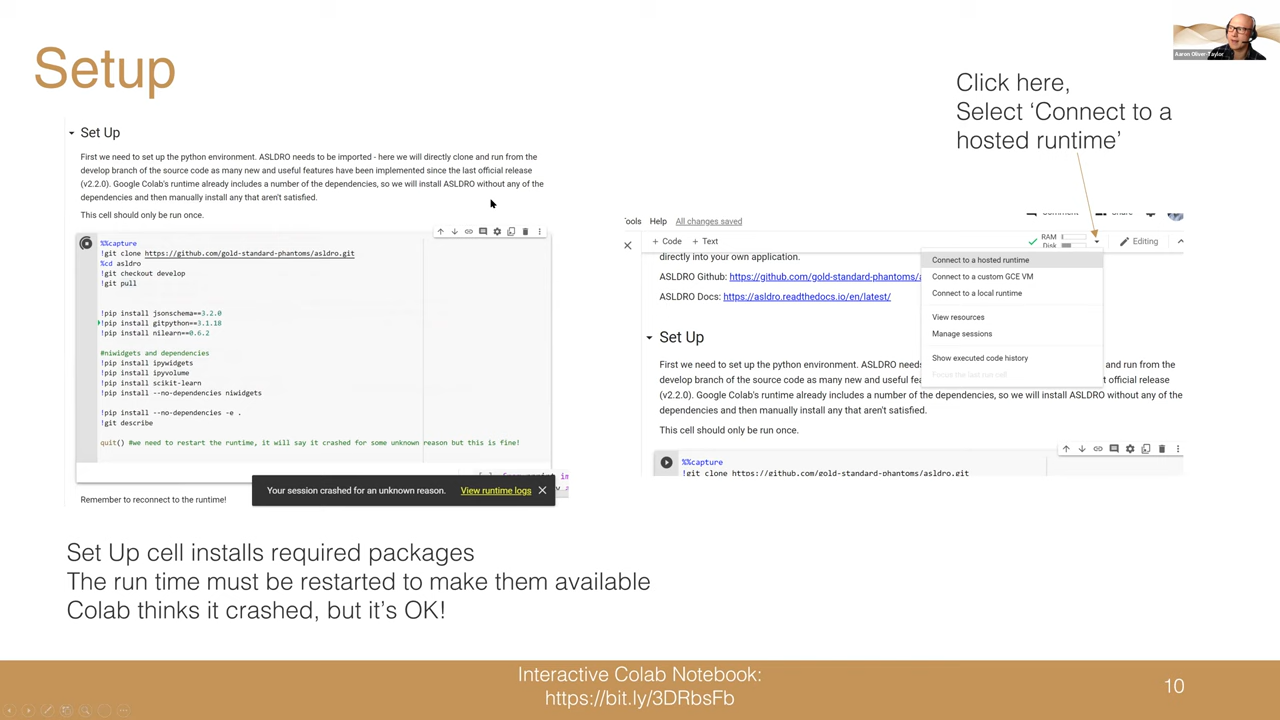 Setup
Aaron Oliver Taylor
Click here,
Select ‘Connect to a
hosted runtime’
Set Up
First we need to set up the python environment. ASLDRO needs to be imported - here we will directly clone and run from the
develop branch of the source code as many new and useful features have been implemented since the last official release
(v2.2.0). Google Colab's runtime already includes a number of the dependencies, so we will install ASLDRO without any of the
dependencies and then manually install any that aren't satisfied.
This cell should only be run once.
%%capture
!git clone https://github.com/gold-standard-phantoms/asldro.git
%cd asldro
!git checkout develop
!git pull
!pip install jsonschema==3.2.0
!pip install gitpython==3.1.18
!pip install nilearn==0.6.2
#niwidgets and dependencies
!pip install ipywidgets
!pip install ipyvolume
!pip install scikit-learn
!pip install --no-dependencies niwidgets
!pip install --no-dependencies -e .
!git describe
quit() #we need to restart the runtime, it will say it crashed for some unknown reason but this is fine!
Your session crashed for an unknown reason. View runtime logs
Remember to reconnect to the runtime!
Tools Help All changes saved
+ Code + Text
RAM
Disk
Editing
directly into your own application.
ASLDRO Github: https://github.com/gold-standard-phantoms/a
ASLDRO Docs: https://asldro.readthedocs.io/en/latest/
Connect to a hosted runtime
Connect to a custom GCE VM
Connect to a local runtime
View resources
Manage sessions
Show executed code history
Focus the last run cell
Set Up
First we need to set up the python environment. ASLDRO need and run from the
develop branch of the source code as many new and useful fea t official release
(v2.2.0). Google Colab's runtime already includes a number of the dependencies, so we will install ASLDRO without any of the
dependencies and then manually install any that aren't satisfied.
This cell should only be run once.
%%capture
!git clone https://github.com/gold-standard-phantoms/asldro.git
Set Up cell installs required packages
The run time must be restarted to make them available
Colab thinks it crashed, but it’s OK!
Interactive Colab Notebook:
https://bit.ly/3DRbsFb
10